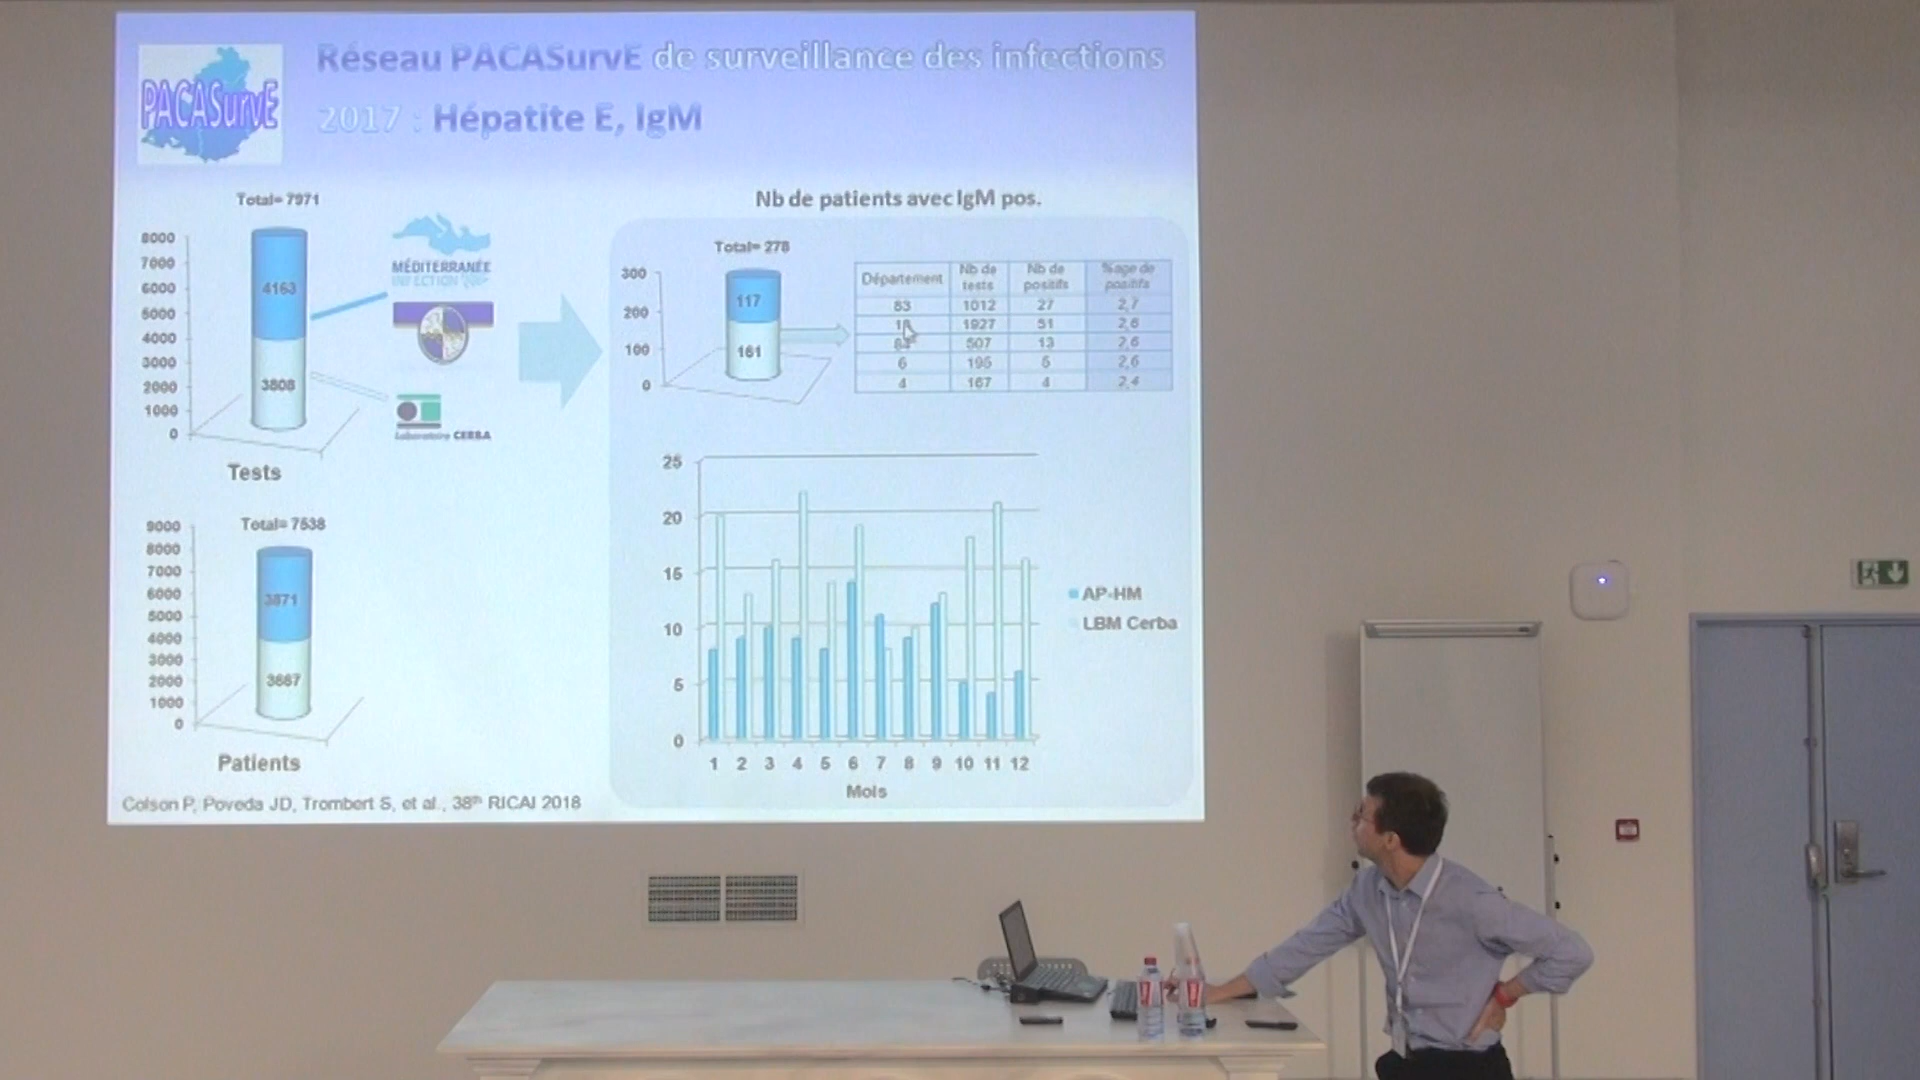 PACASurvE
Réseau PACASurvE de surveillance des infections
2017 : Hépatite E, IgM
Total= 7971
8000
7000
6000
5000
4000
3000
2000
1000
0
4163
3808
Tests
MÉDITERRANÉE
INFECTION
Laboratoire CERBA
Total= 7538
9000
8000
7000
6000
5000
4000
3000
2000
1000
0
3871
3667
Patients
Nb de patients avec IgM pos.
Total= 278
300
200
100
0
117
161
Département Nb de tests Nb de positifs %age de positifs
83 1012 27 2,7
1927 51 2,6
84 507 13 2,6
6 195 5 2,6
4 167 4 2,4
25
20
15
10
5
0
1 2 3 4 5 6 7 8 9 10 11 12
Mois
AP-HM
LBM Cerba
Colson P, Poveda JD, Trombert S, et al., 38th RICAI 2018